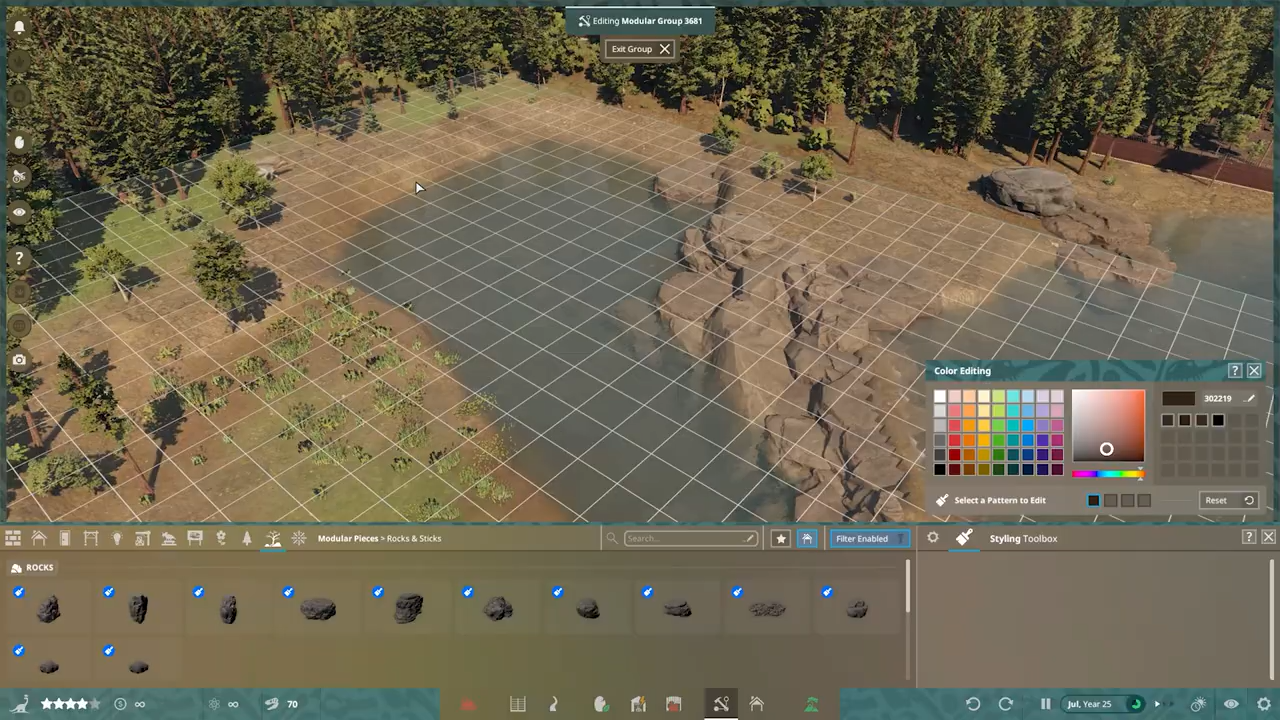 Editing Modular Group 3681
Exit Group
?
Color Editing
?
302219
Select a Pattern to Edit
Reset
Modular Pieces > Rocks & Sticks
Search...
Filter Enabled
Styling Toolbox
?
ROCKS
$ ∞
∞
70
Jul, Year 25